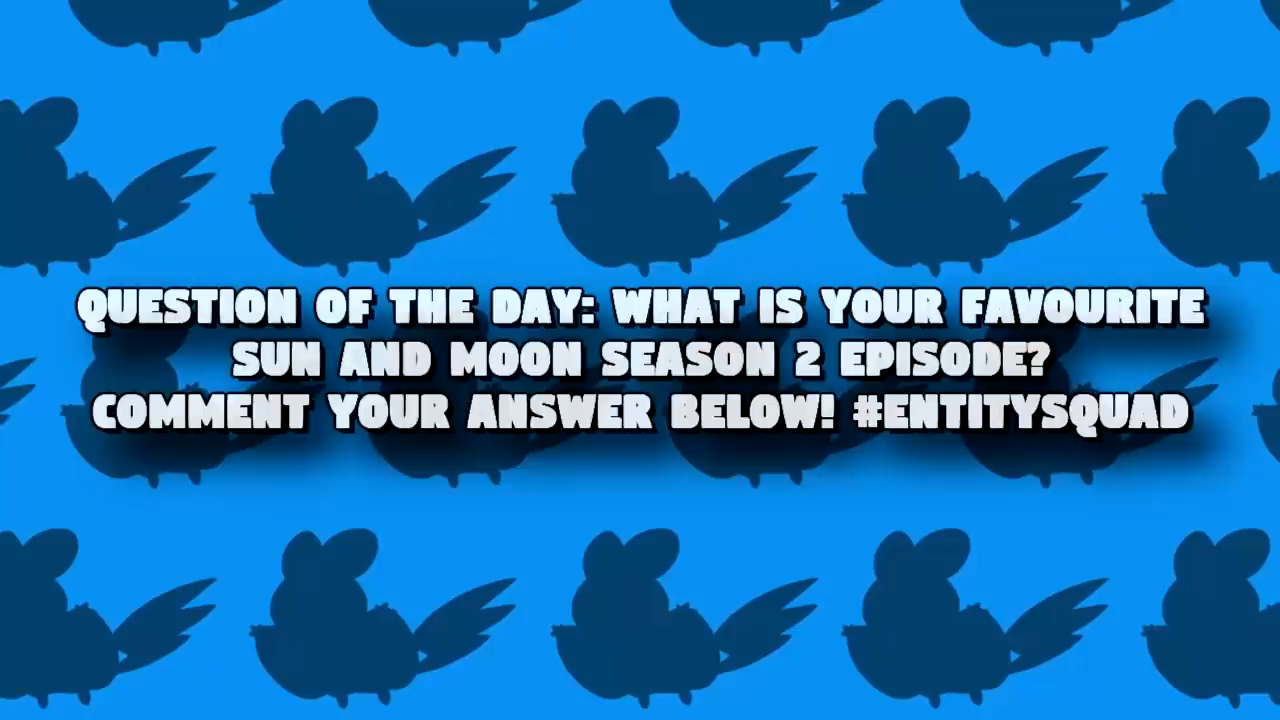 QUESTION OF THE DAY: WHAT IS YOUR FAVOURITE
SUN AND MOON SEASON 2 EPISODE?
COMMENT YOUR ANSWER BELOW! #ENTITYSQUAD